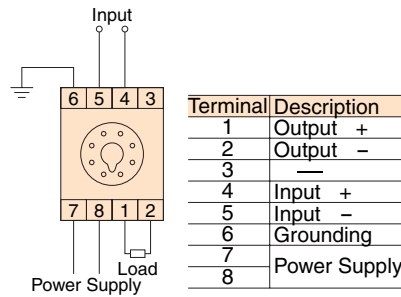 Input
6 5 4 3
7 8 1 2
Load
Power Supply
Terminal Description
1 Output +
2 Output −
3 —
4 Input +
5 Input −
6 Grounding
7
8 Power Supply